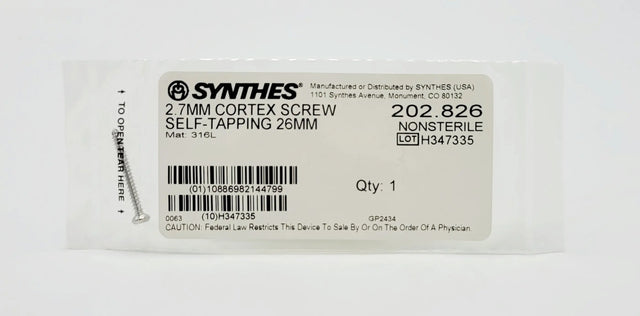 ↑ TO OPEN TEAR HERE ↑
SYNTHES®
Manufactured or Distributed by SYNTHES (USA)
1101 Synthes Avenue, Monument, CO 80132
2.7MM CORTEX SCREW
SELF-TAPPING 26MM
Mat: 316L
202.826
NONSTERILE
LOT H347335
(01)10886982144799
Qty: 1
(10)H347335
0063
GP2434
CAUTION: Federal Law Restricts This Device To Sale By Or On The Order Of A Physician.